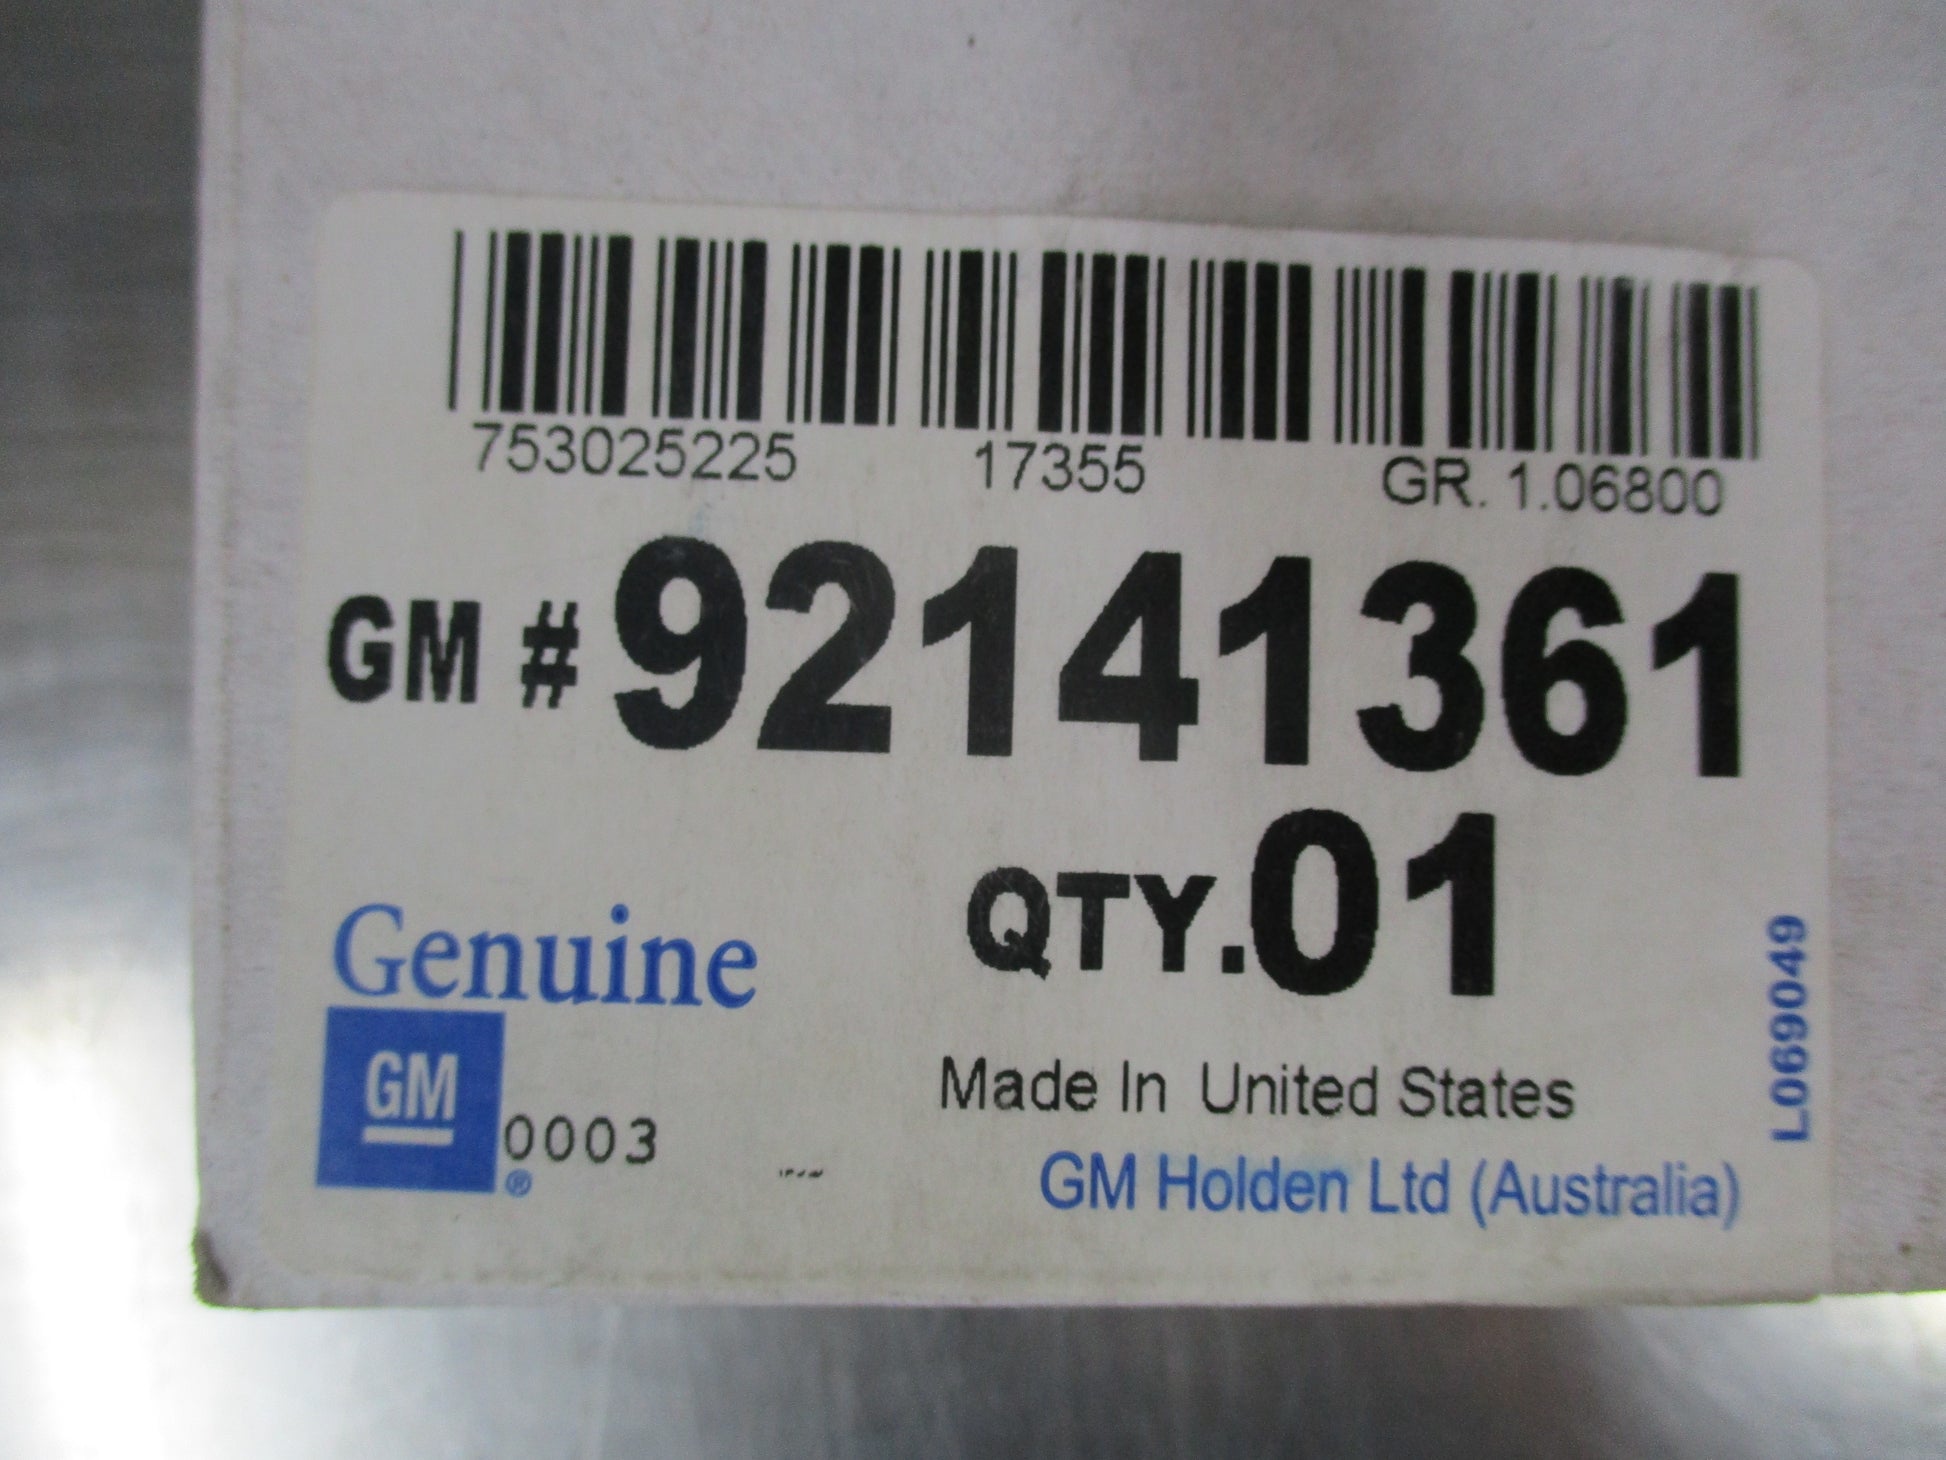 753025225 17355 GR. 1.06800
GM # 92141361
QTY. 01
Genuine
GM
® 0003
Made In United States
GM Holden Ltd (Australia)
L069049